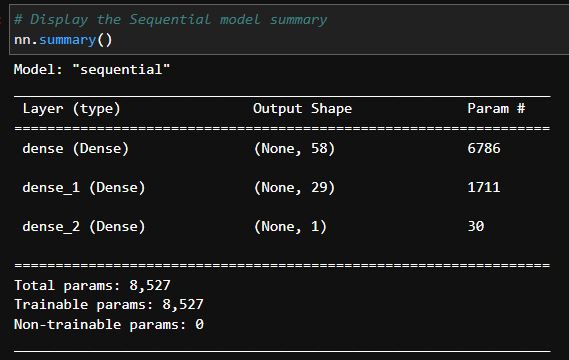 # Display the Sequential model summary
nn.summary()
Model: "sequential"
_________________________________________________________________
Layer (type) Output Shape Param #
=================================================================
dense (Dense) (None, 58) 6786
dense_1 (Dense) (None, 29) 1711
dense_2 (Dense) (None, 1) 30
=================================================================
Total params: 8,527
Trainable params: 8,527
Non-trainable params: 0
_________________________________________________________________